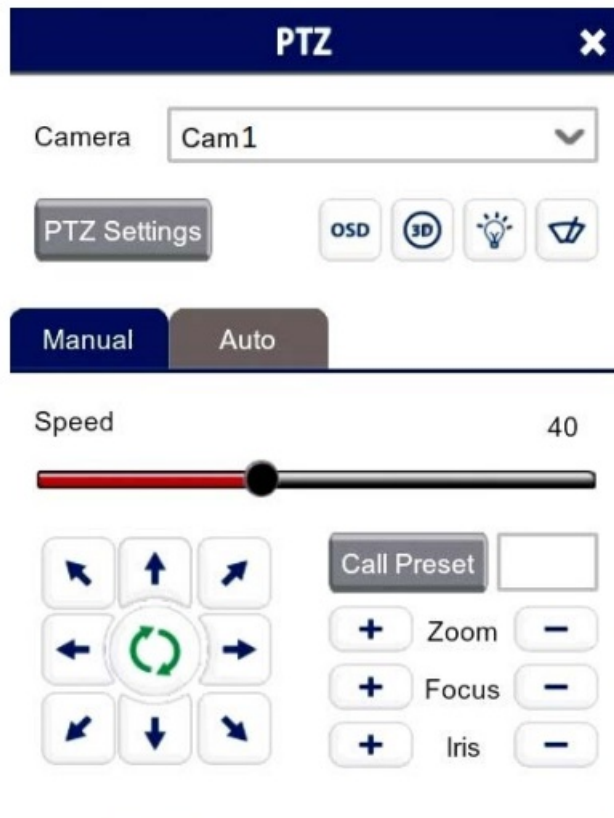 PTZ
Camera Cam1
PTZ Settings OSD 3D
Manual Auto
Speed 40
Call Preset
+ Zoom −
+ Focus −
+ Iris −